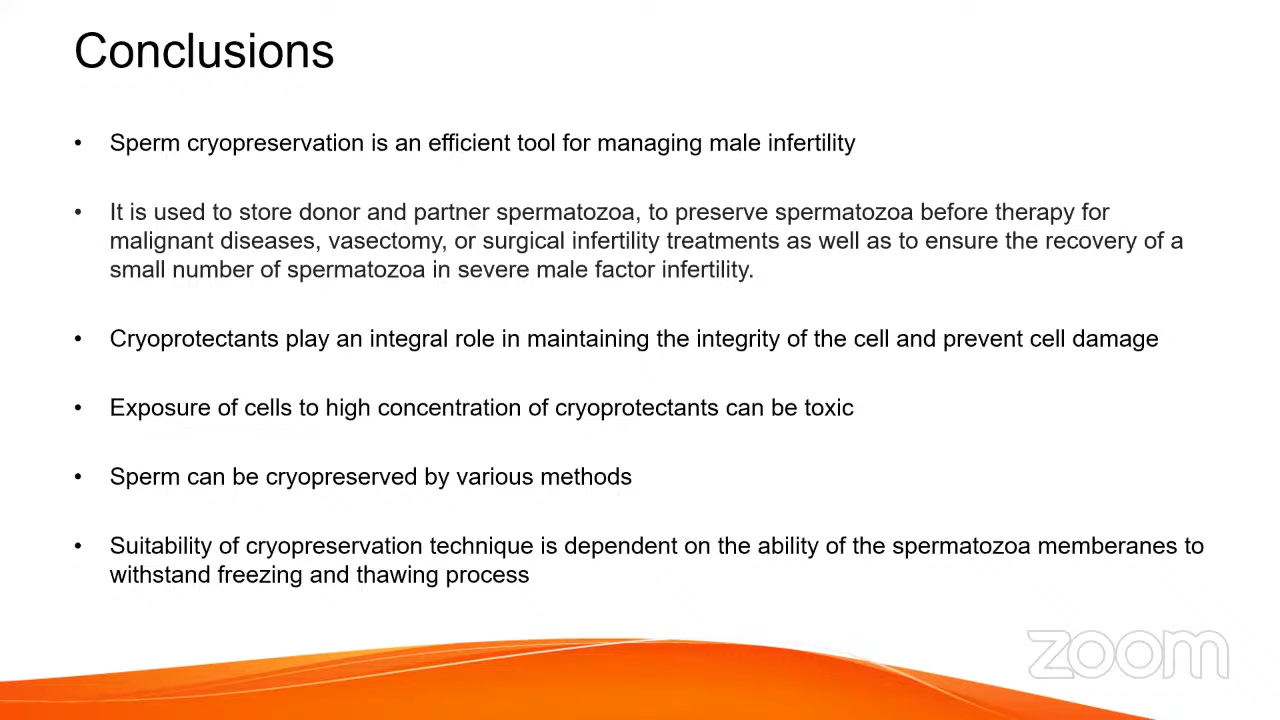 Conclusions
• Sperm cryopreservation is an efficient tool for managing male infertility
• It is used to store donor and partner spermatozoa, to preserve spermatozoa before therapy for
malignant diseases, vasectomy, or surgical infertility treatments as well as to ensure the recovery of a
small number of spermatozoa in severe male factor infertility.
• Cryoprotectants play an integral role in maintaining the integrity of the cell and prevent cell damage
• Exposure of cells to high concentration of cryoprotectants can be toxic
• Sperm can be cryopreserved by various methods
• Suitability of cryopreservation technique is dependent on the ability of the spermatozoa memberanes to
withstand freezing and thawing process
zoom